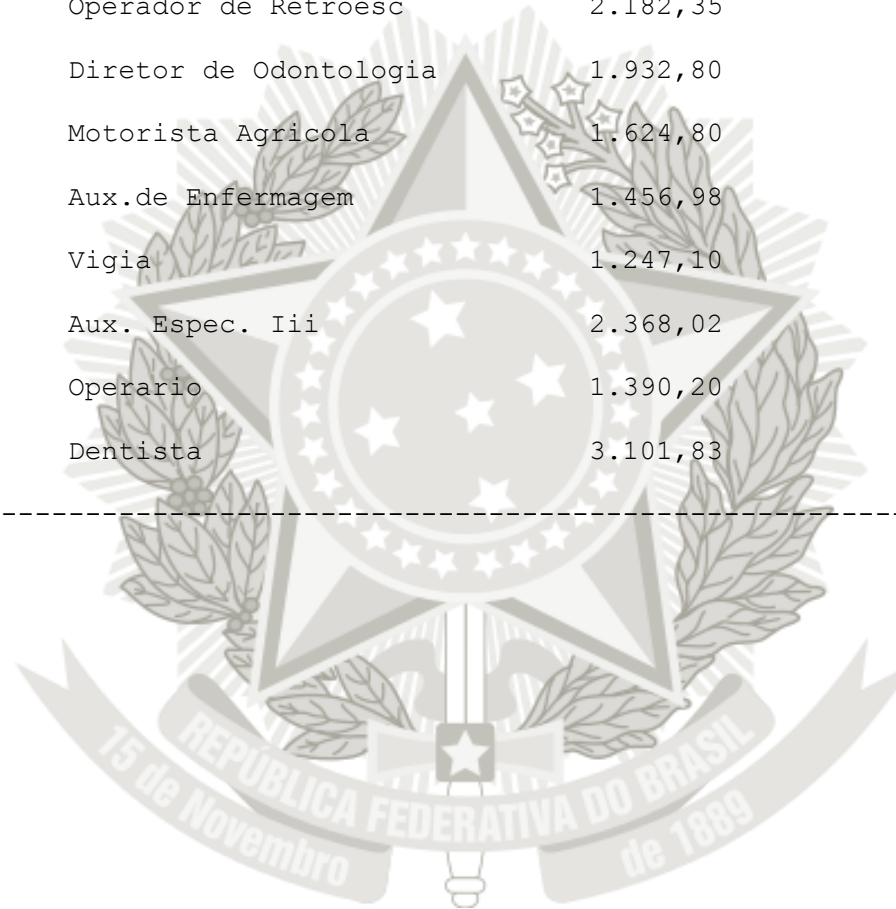 Operador de Retroesc 2.182,35
Diretor de Odontologia 1.932,80
Motorista Agricola 1.624,80
Aux.de Enfermagem 1.456,98
Vigia 1.247,10
Aux. Espec. Iii 2.368,02
Operario 1.390,20
Dentista 3.101,83
------------------------------------------------------
REPÚBLICA FEDERATIVA DO BRASIL
15 de Novembro de 1889